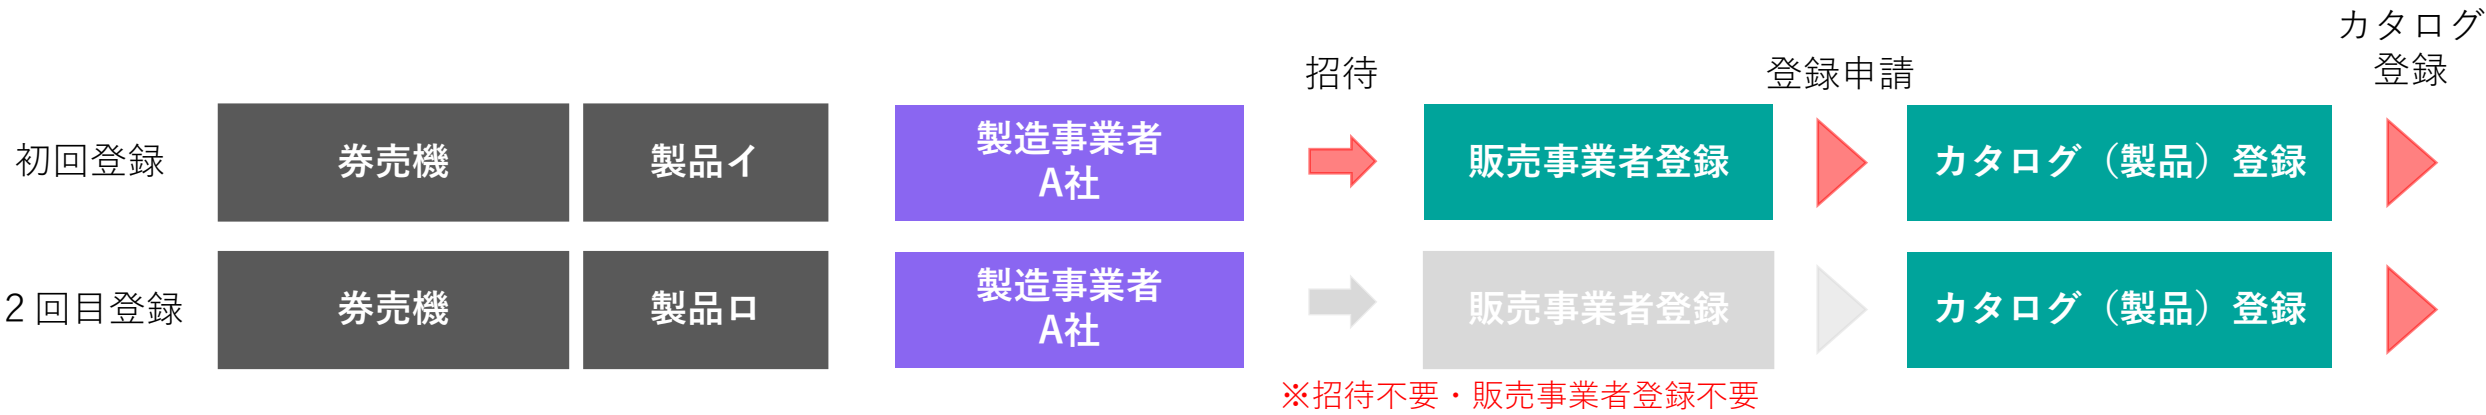 カタログ
登録
招待
登録申請
初回登録
券売機
製品イ
製造事業者
A社
販売事業者登録
カタログ（製品）登録
２回目登録
券売機
製品ロ
製造事業者
A社
販売事業者登録
カタログ（製品）登録
※招待不要・販売事業者登録不要